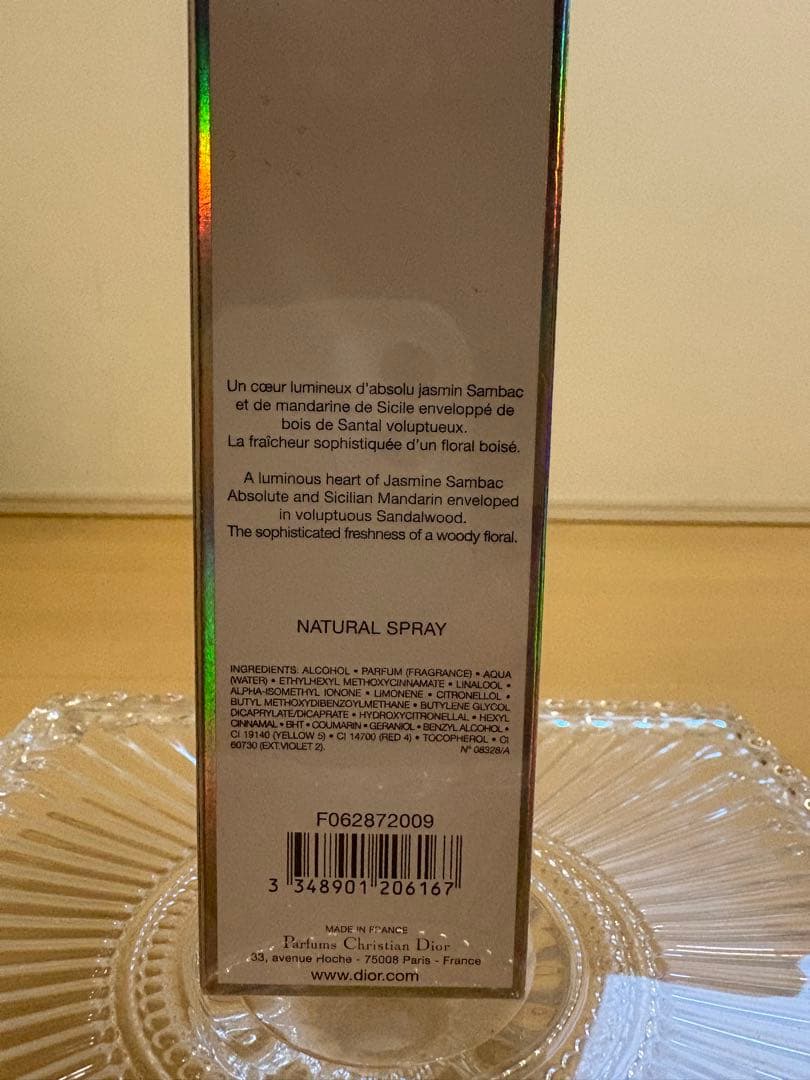 Un cœur lumineux d'absolu jasmin Sambac
et de mandarine de Sicile enveloppé de
bois de Santal voluptueux.
La fraîcheur sophistiquée d'un floral boisé.
A luminous heart of Jasmine Sambac
Absolute and Sicilian Mandarin enveloped
in voluptuous Sandalwood.
The sophisticated freshness of a woody floral.
NATURAL SPRAY
INGREDIENTS: ALCOHOL • PARFUM (FRAGRANCE) • AQUA
(WATER) • ETHYLHEXYL METHOXYCINNAMATE • LINALOOL •
ALPHA-ISOMETHYL IONONE • LIMONENE • CITRONELLOL •
BUTYL METHOXYDIBENZOYLMETHANE • BUTYLENE GLYCOL
DICAPRYLATE/DICAPRATE • HYDROXYCITRONELLAL • HEXYL
CINNAMAL • BHT • COUMARIN • GERANIOL • BENZYL ALCOHOL •
CI 19140 (YELLOW 5) • CI 14700 (RED 4) • TOCOPHEROL • CI
60730 (EXT.VIOLET 2). N° 08328/A
F062872009
3 348901 206167
MADE IN FRANCE
Parfums Christian Dior
33, avenue Hoche - 75008 Paris - France
www.dior.com